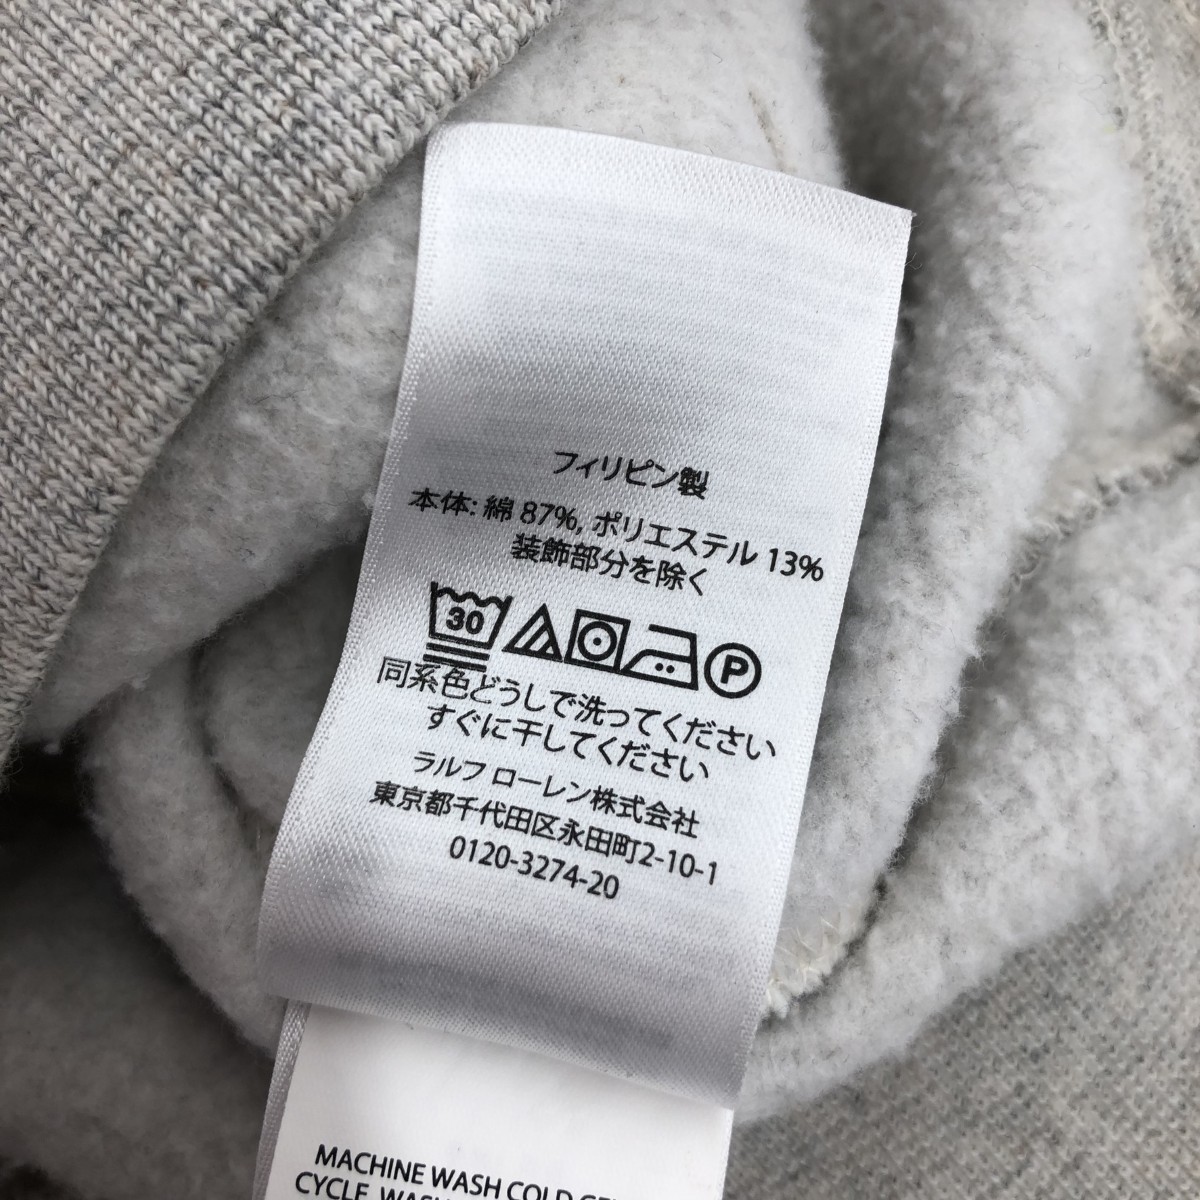 フィリピン製
本体: 綿 87%, ポリエステル 13%
装飾部分を除く
30 P
同系色どうしで洗ってください
すぐに干してください
ラルフ ローレン株式会社
東京都千代田区永田町2-10-1
0120-3274-20
MACHINE WASH COLD
CYCLE, WASH